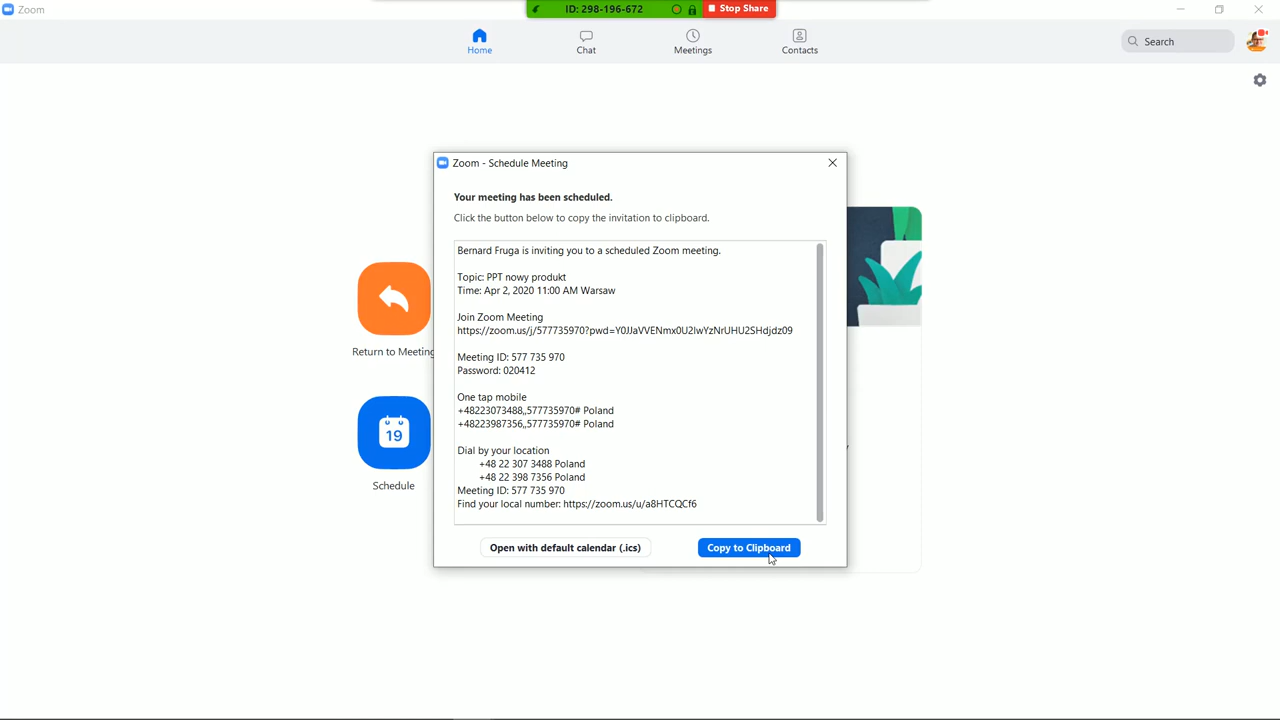 Zoom
ID: 298-196-672
Stop Share
Home
Chat
Meetings
Contacts
Search
Zoom - Schedule Meeting
Your meeting has been scheduled.
Click the button below to copy the invitation to clipboard.
Bernard Fruga is inviting you to a scheduled Zoom meeting.
Topic: PPT nowy produkt
Time: Apr 2, 2020 11:00 AM Warsaw
Join Zoom Meeting
https://zoom.us/j/577735970?pwd=Y0JJaVVENmx0U2lwYzNrUHU2SHdjdz09
Meeting ID: 577 735 970
Password: 020412
One tap mobile
+48223073488,,577735970# Poland
+48223987356,,577735970# Poland
Dial by your location
+48 22 307 3488 Poland
+48 22 398 7356 Poland
Meeting ID: 577 735 970
Find your local number: https://zoom.us/u/a8HTCQCf6
Return to Meeting
19
Schedule
Open with default calendar (.ics)
Copy to Clipboard